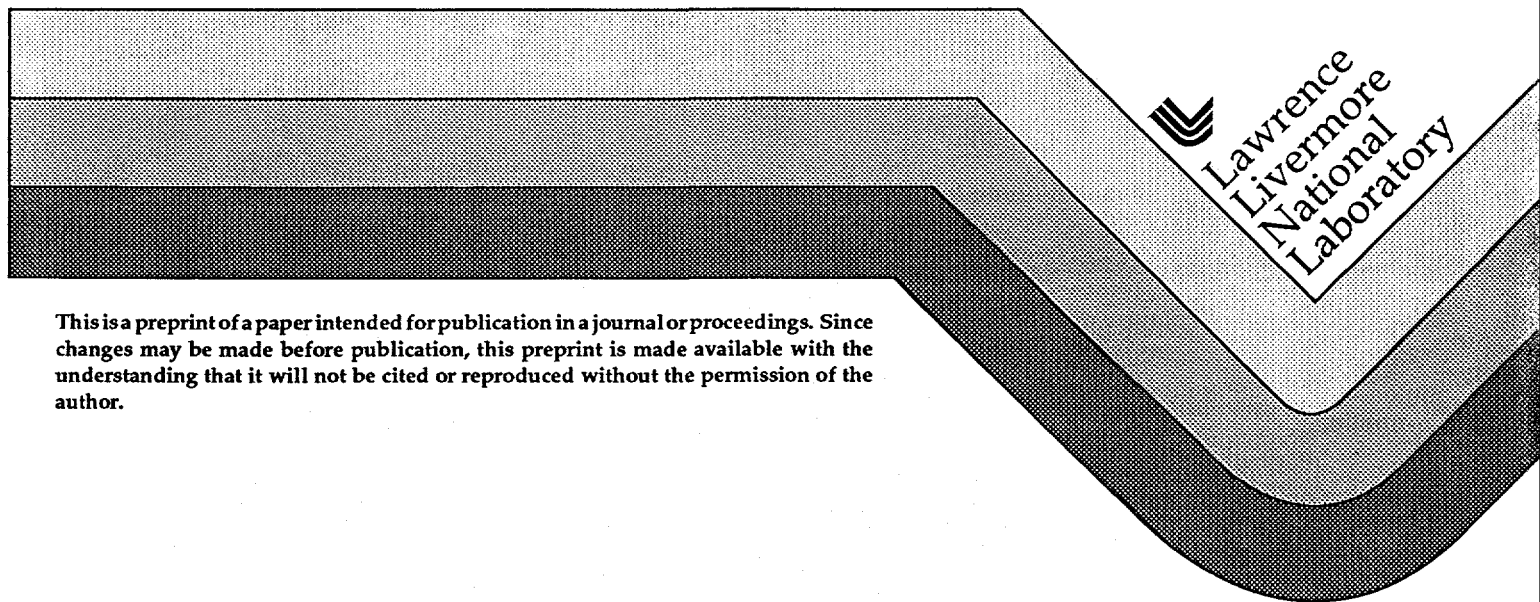 Lawrence
Livermore
National
Laboratory
This is a preprint of a paper intended for publication in a journal or proceedings. Since
changes may be made before publication, this preprint is made available with the
understanding that it will not be cited or reproduced without the permission of the
author.